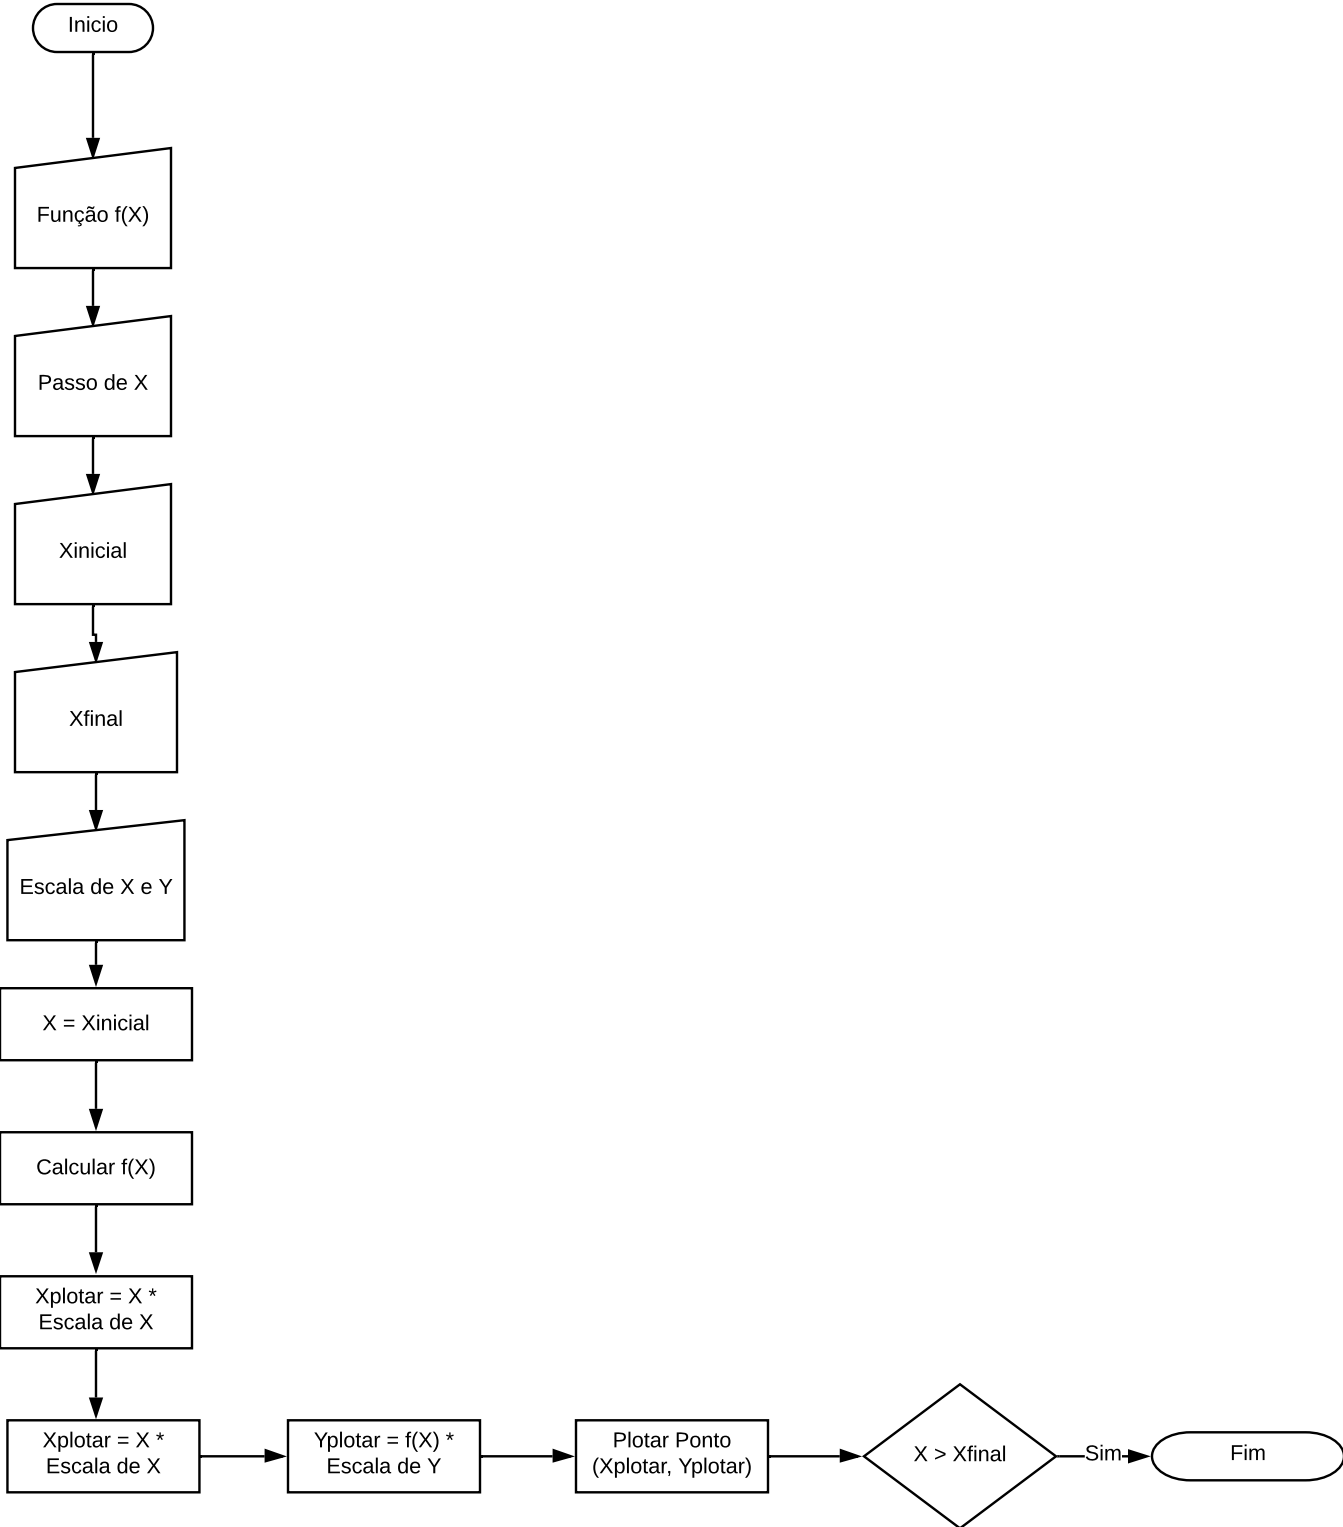 Inicio
Função f(X)
Passo de X
Xinicial
Xfinal
Escala de X e Y
X = Xinicial
Calcular f(X)
Xplotar = X *
Escala de X
Xplotar = X *
Escala de X
Yplotar = f(X) *
Escala de Y
Plotar Ponto
(Xplotar, Yplotar)
X > Xfinal
Sim
Fim